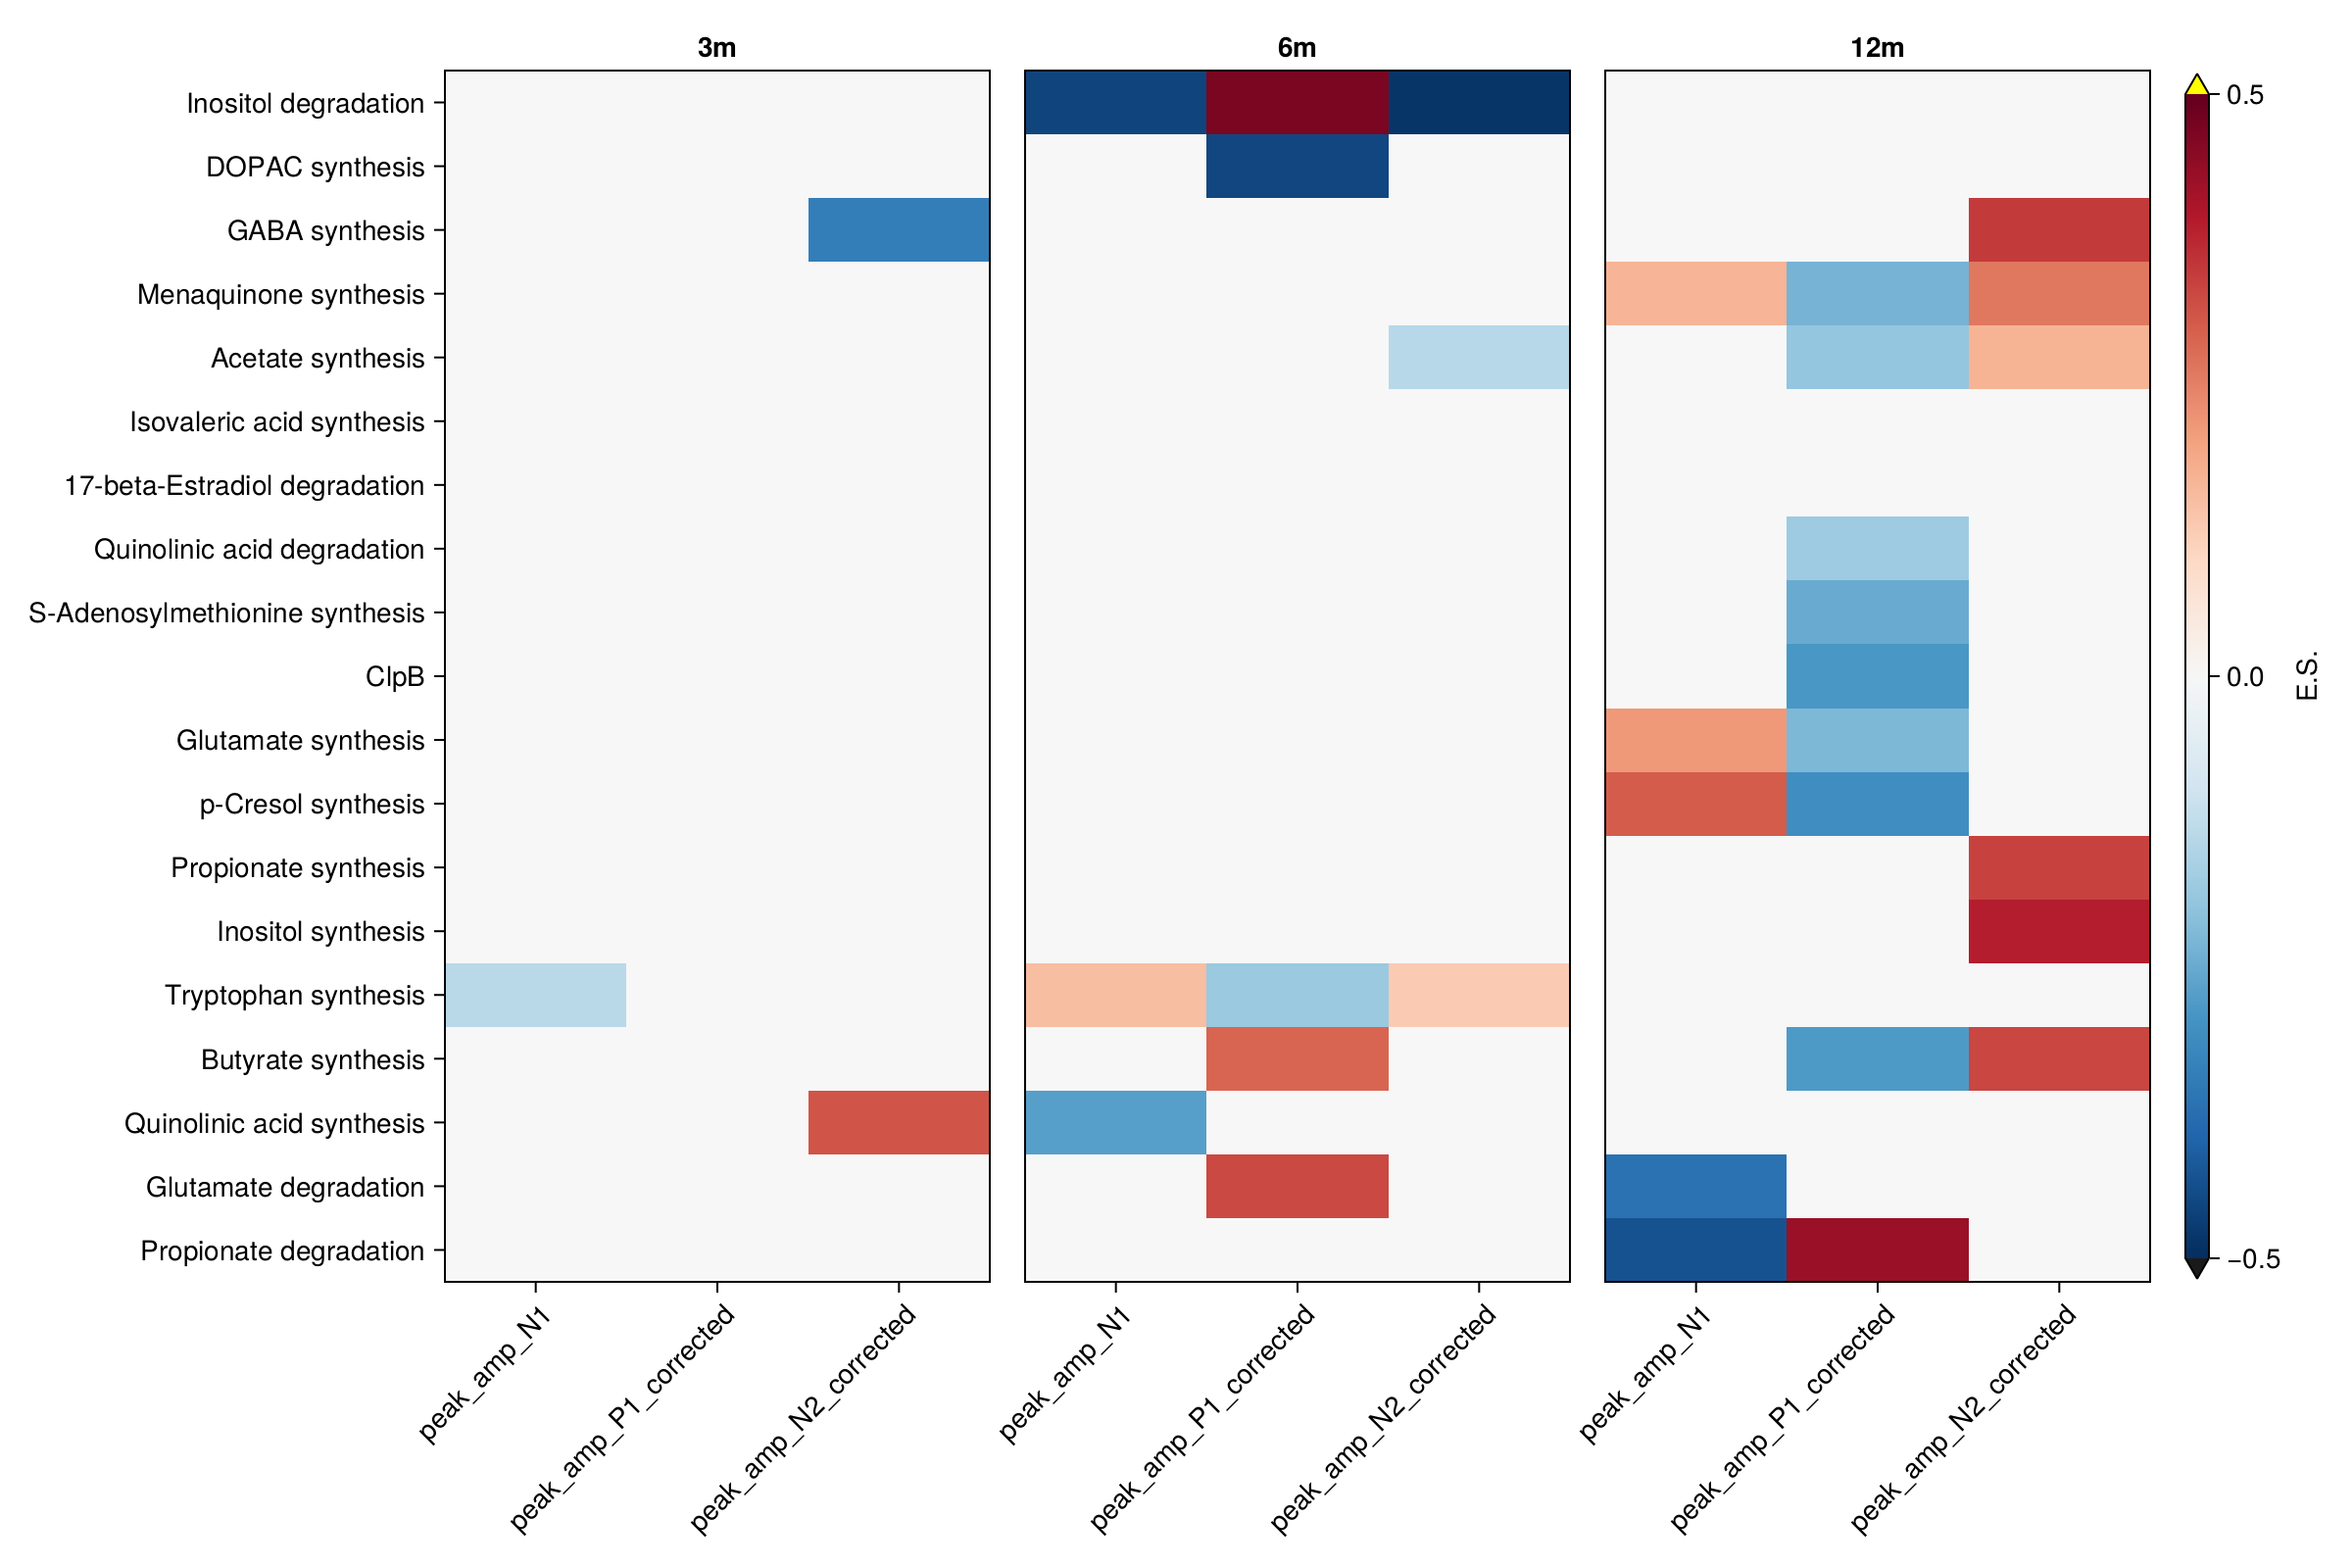 3m
6m
12m
Inositol degradation
DOPAC synthesis
GABA synthesis
Menaquinone synthesis
Acetate synthesis
Isovaleric acid synthesis
17-beta-Estradiol degradation
Quinolinic acid degradation
S-Adenosylmethionine synthesis
ClpB
Glutamate synthesis
p-Cresol synthesis
Propionate synthesis
Inositol synthesis
Tryptophan synthesis
Butyrate synthesis
Quinolinic acid synthesis
Glutamate degradation
Propionate degradation
peak_amp_N1
peak_amp_P1_corrected
peak_amp_N2_corrected
peak_amp_N1
peak_amp_P1_corrected
peak_amp_N2_corrected
peak_amp_N1
peak_amp_P1_corrected
peak_amp_N2_corrected
0.5
0.0
−0.5
E.S.